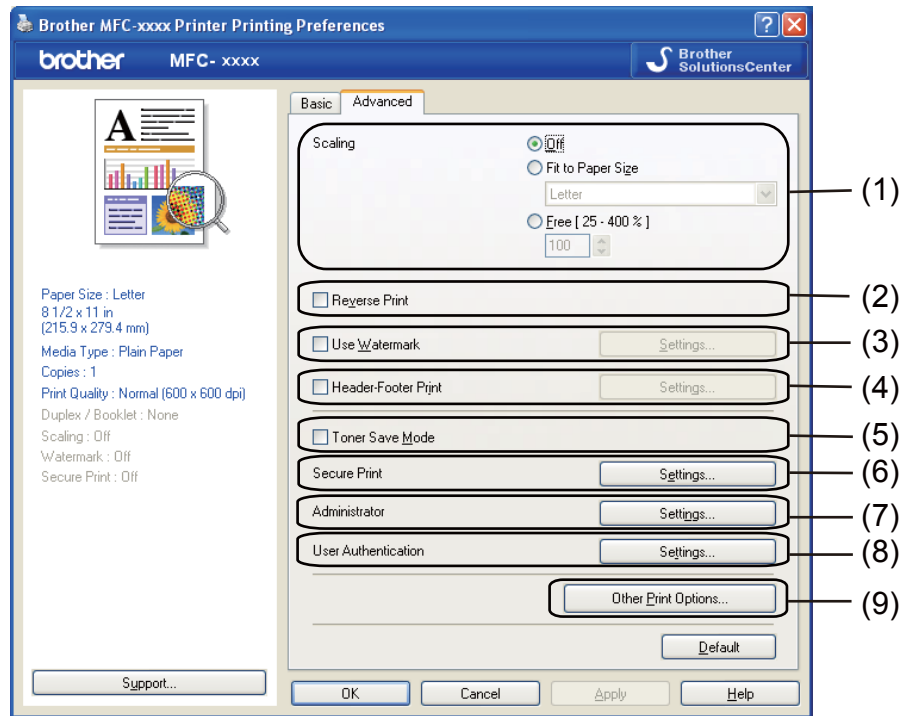 Brother MFC-xxxx Printer Printing Preferences
brother MFC- xxxx
Brother
SolutionsCenter
Basic Advanced
A
Scaling
Off
Fit to Paper Size
Letter
Free [ 25 - 400 % ]
100
(1)
Paper Size : Letter
8 1/2 x 11 in
(215.9 x 279.4 mm)
Media Type : Plain Paper
Copies : 1
Print Quality : Normal (600 x 600 dpi)
Duplex / Booklet : None
Scaling : Off
Watermark : Off
Secure Print : Off
Reverse Print (2)
Use Watermark Settings... (3)
Header-Footer Print Settings... (4)
Toner Save Mode (5)
Secure Print Settings... (6)
Administrator Settings... (7)
User Authentication Settings... (8)
Other Print Options... (9)
Default
Support...
OK Cancel Apply Help